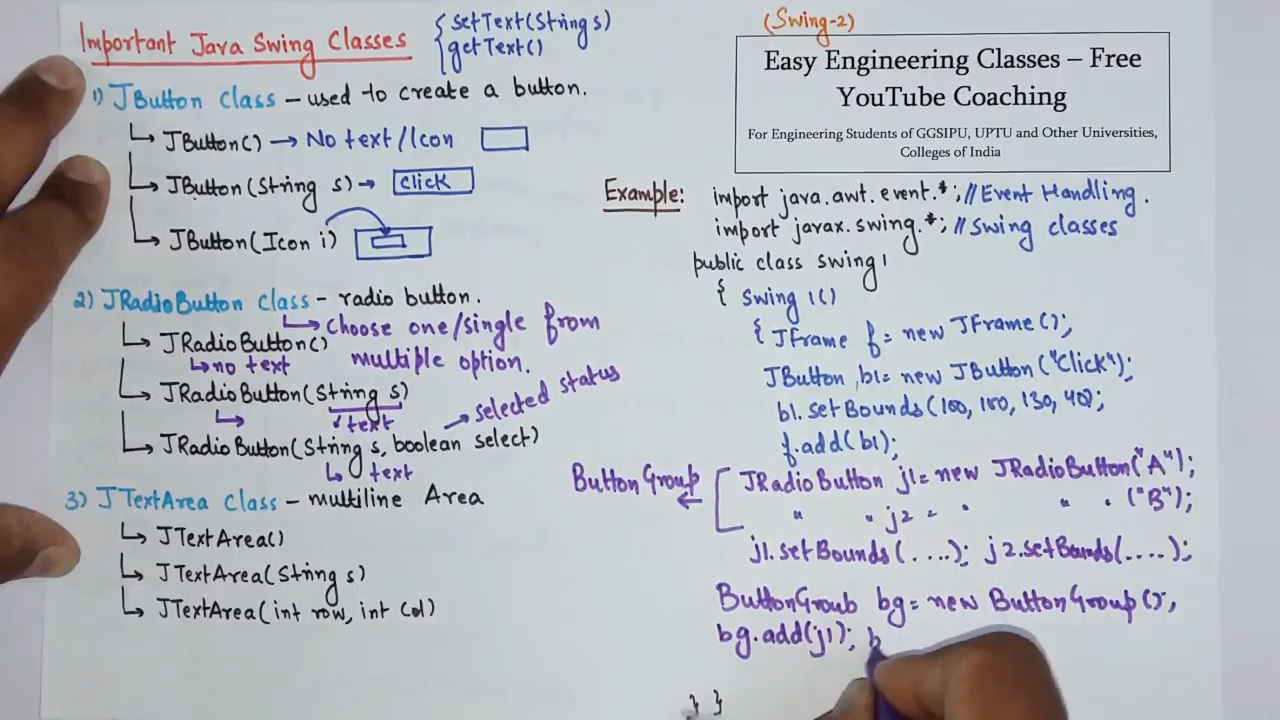 Important Java Swing Classes
{ setText(String s)
getText()
1) JButton class - used to create a button.
JButton() → No text/Icon
JButton(String s) → click
JButton(Icon i)
2) JRadioButton class - radio button.
→ choose one/single from
multiple option.
JRadioButton()
↳ no text
JRadioButton(String s)
text
→ selected status
JRadioButton(String s, boolean select)
↳ text
3) JTextArea class - multiline Area
JTextArea()
JTextArea(String s)
JTextArea(int row, int col)
(Swing-2)
Easy Engineering Classes – Free
YouTube Coaching
For Engineering Students of GGSIPU, UPTU and Other Universities,
Colleges of India
Example: import java.awt.event.*; //Event Handling.
import javax.swing.*; //Swing classes
public class swing1
{ swing1()
{ JFrame f = new JFrame();
JButton b1 = new JButton("Click");
b1.setBounds(100, 100, 130, 40);
f.add(b1);
ButtonGroup
JRadioButton j1 = new JRadioButton("A");
" " j2 = " " " ("B");
j1.setBounds(....); j2.setBounds(....);
ButtonGroub bg = new ButtonGroup();
bg.add(j1); b
} }